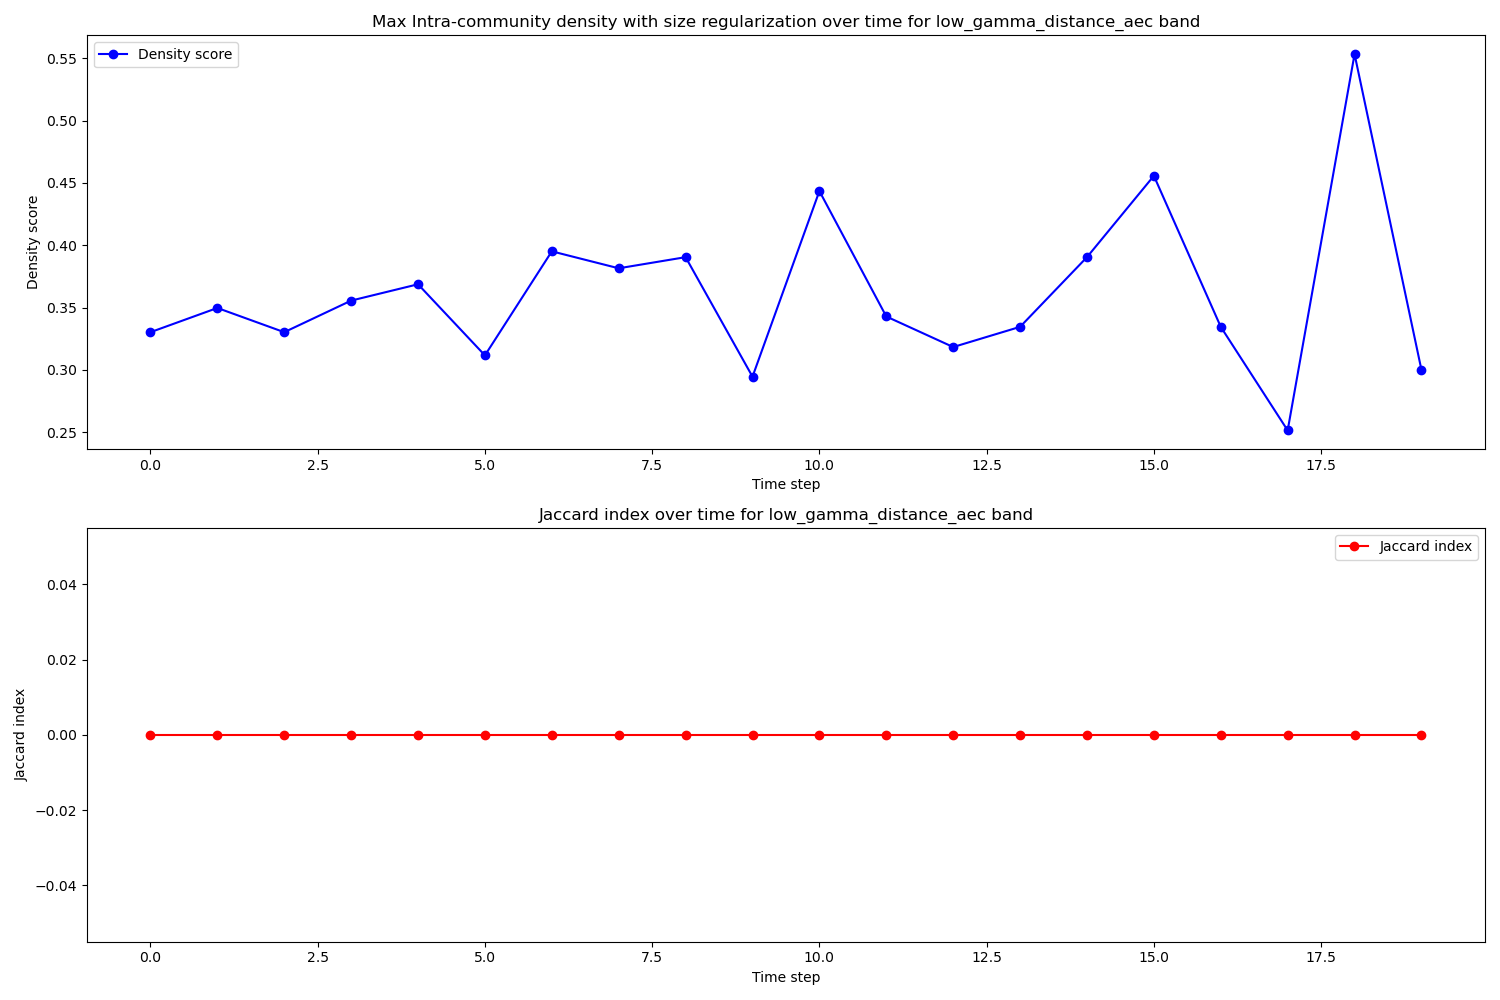 Max Intra-community density with size regularization over time for low_gamma_distance_aec band
Density score
0.55
0.50
0.45
0.40
0.35
0.30
0.25
Density score
0.0 2.5 5.0 7.5 10.0 12.5 15.0 17.5
Time step
Jaccard index over time for low_gamma_distance_aec band
Jaccard index
0.04
0.02
0.00
−0.02
−0.04
Jaccard index
0.0 2.5 5.0 7.5 10.0 12.5 15.0 17.5
Time step